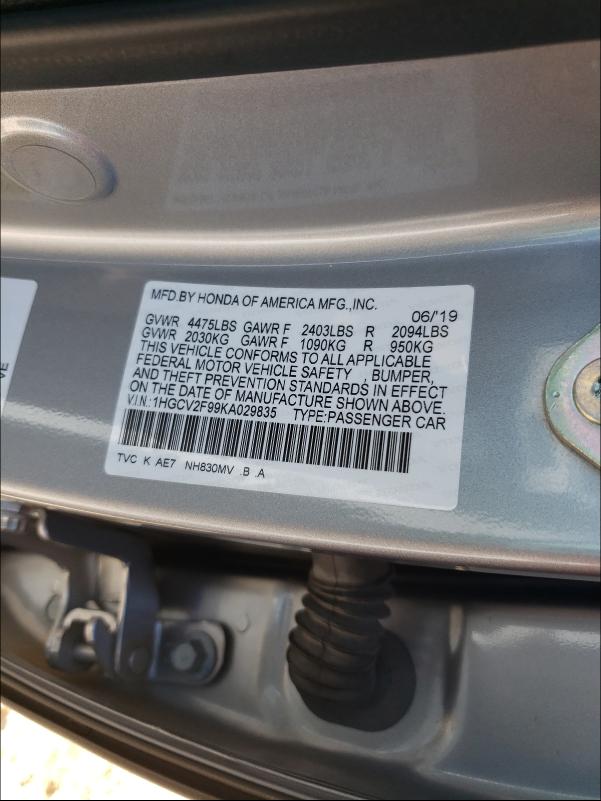 MFD.BY HONDA OF AMERICA MFG.,INC. 06/'19
GVWR 4475LBS GAWR F 2403LBS R 2094LBS
GVWR 2030KG GAWR F 1090KG R 950KG
THIS VEHICLE CONFORMS TO ALL APPLICABLE
FEDERAL MOTOR VEHICLE SAFETY , BUMPER,
AND THEFT PREVENTION STANDARDS IN EFFECT
ON THE DATE OF MANUFACTURE SHOWN ABOVE.
V.I.N.:1HGCV2F99KA029835 TYPE:PASSENGER CAR
TVC K AE7 NH830MV .B .A
VE